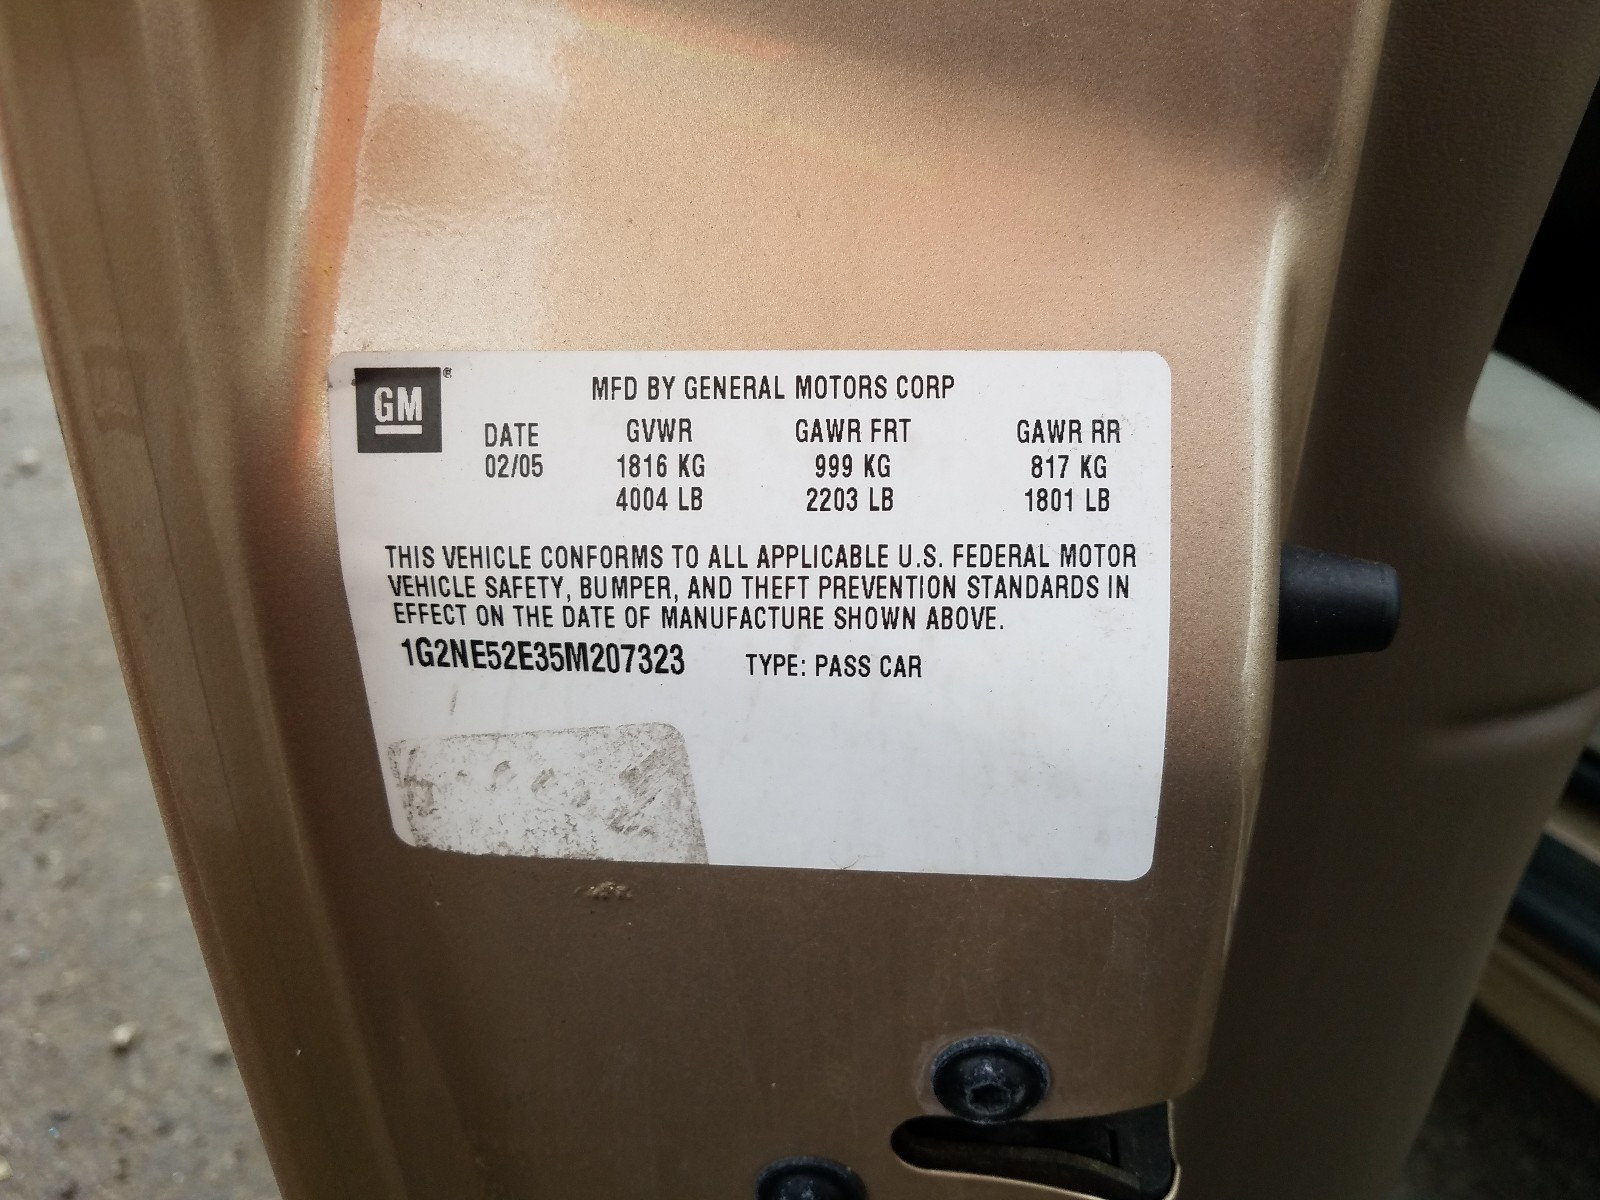 GM ®
MFD BY GENERAL MOTORS CORP
DATE GVWR GAWR FRT GAWR RR
02/05 1816 KG 999 KG 817 KG
4004 LB 2203 LB 1801 LB
THIS VEHICLE CONFORMS TO ALL APPLICABLE U.S. FEDERAL MOTOR
VEHICLE SAFETY, BUMPER, AND THEFT PREVENTION STANDARDS IN
EFFECT ON THE DATE OF MANUFACTURE SHOWN ABOVE.
1G2NE52E35M207323 TYPE: PASS CAR